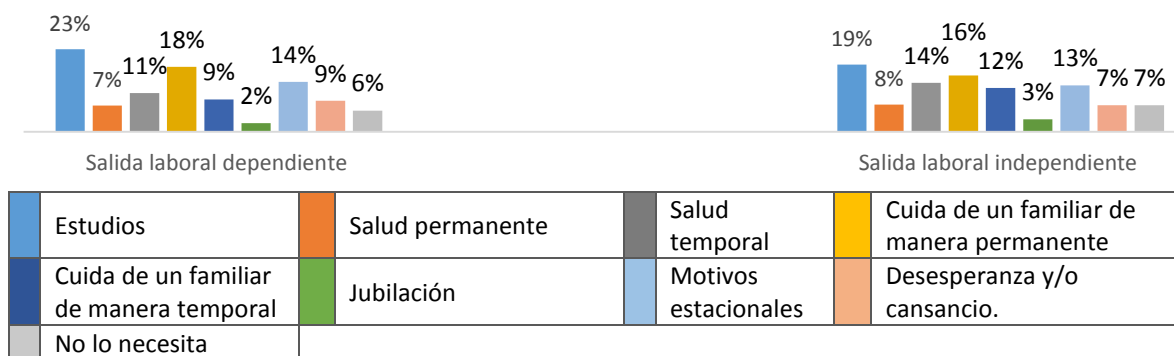 23%
7%
11%
18%
9%
2%
14%
9%
6%
19%
8%
14%
16%
12%
3%
13%
7%
7%
Salida laboral dependiente
Salida laboral independiente
Estudios
Salud permanente
Salud
temporal
Cuida de un familiar de
manera permanente
Cuida de un familiar
de manera temporal
Jubilación
Motivos
estacionales
Desesperanza y/o
cansancio.
No lo necesita